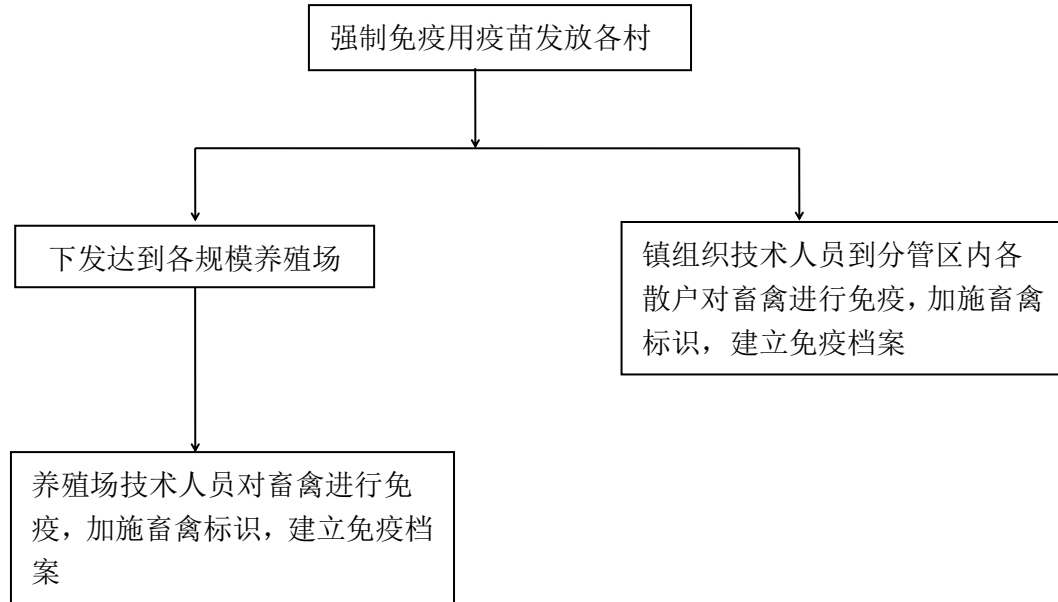 强制免疫用疫苗发放各村
下发达到各规模养殖场
镇组织技术人员到分管区内各
散户对畜禽进行免疫，加施畜禽
标识，建立免疫档案
养殖场技术人员对畜禽进行免
疫，加施畜禽标识，建立免疫档
案